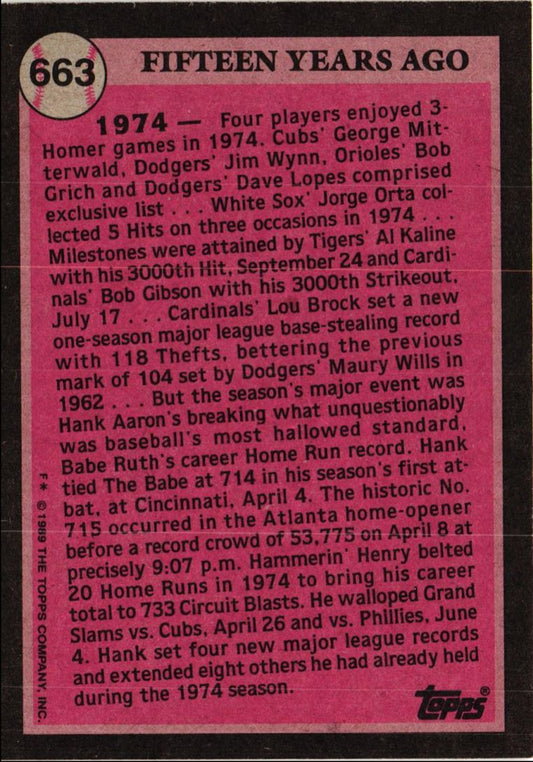 663
FIFTEEN YEARS AGO
1974 — Four players enjoyed 3-
Homer games in 1974. Cubs' George Mit-
terwald, Dodgers' Jim Wynn, Orioles' Bob
Grich and Dodgers' Dave Lopes comprised
exclusive list . . . White Sox' Jorge Orta col-
lected 5 Hits on three occasions in 1974 . . .
Milestones were attained by Tigers' Al Kaline
with his 3000th Hit, September 24 and Cardi-
nals' Bob Gibson with his 3000th Strikeout,
July 17 . . . Cardinals' Lou Brock set a new
one-season major league base-stealing record
with 118 Thefts, bettering the previous
mark of 104 set by Dodgers' Maury Wills in
1962 . . . But the season's major event was
Hank Aaron's breaking what unquestionably
was baseball's most hallowed standard,
Babe Ruth's career Home Run record. Hank
tied The Babe at 714 in his season's first at-
bat, at Cincinnati, April 4. The historic No.
715 occurred in the Atlanta home-opener
before a record crowd of 53,775 on April 8 at
precisely 9:07 p.m. Hammerin' Henry belted
20 Home Runs in 1974 to bring his career
total to 733 Circuit Blasts. He walloped Grand
Slams vs. Cubs, April 26 and vs. Phillies, June
4. Hank set four new major league records
and extended eight others he had already held
during the 1974 season.
Topps®
F* © 1989 THE TOPPS COMPANY, INC.